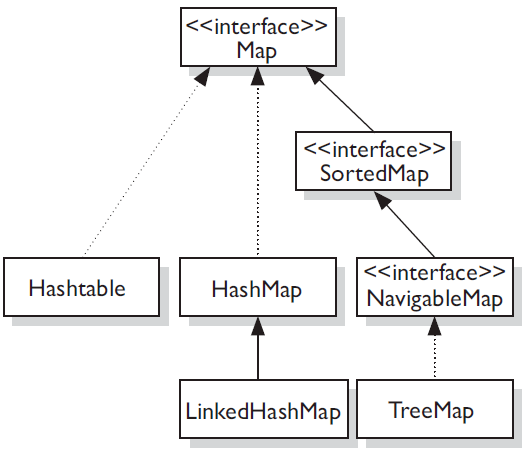 <<interface>>
Map
<<interface>>
SortedMap
Hashtable
HashMap
<<interface>>
NavigableMap
LinkedHashMap
TreeMap